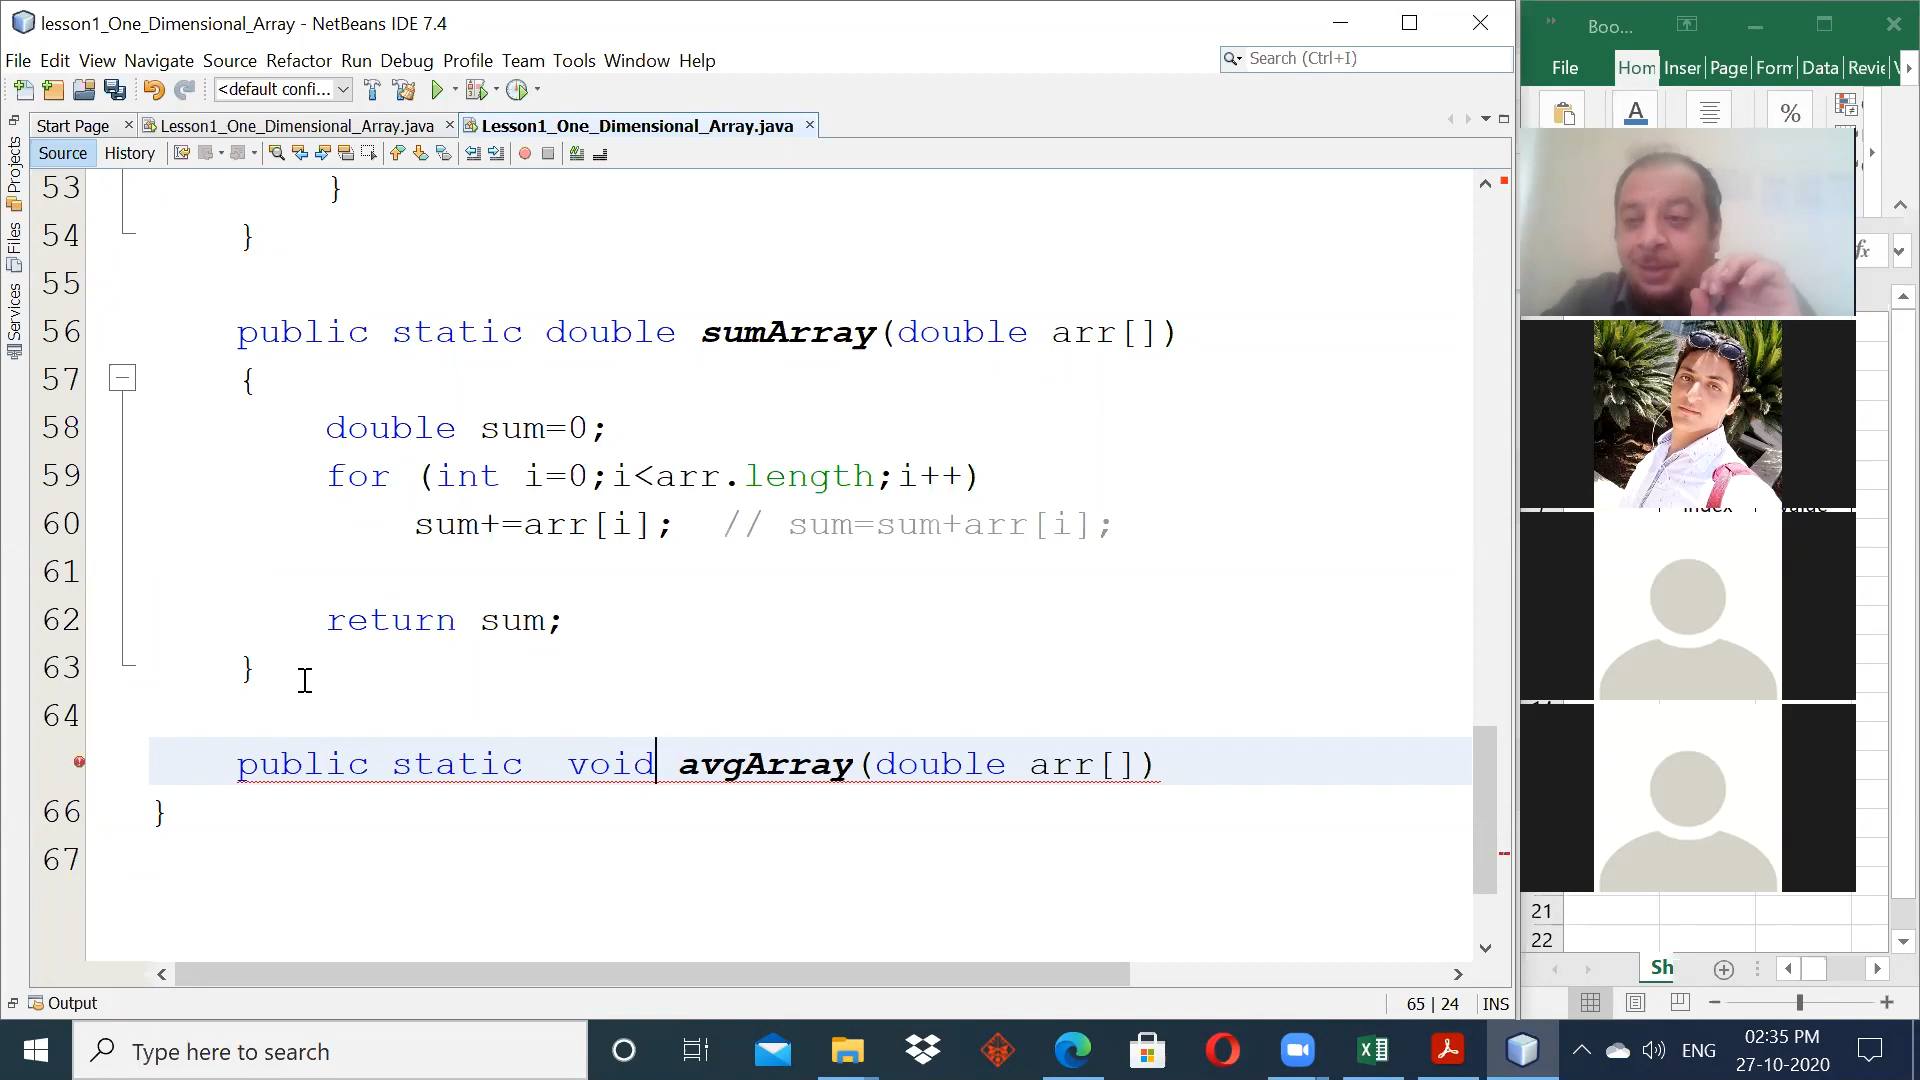 lesson1_One_Dimensional_Array - NetBeans IDE 7.4
File Edit View Navigate Source Refactor Run Debug Profile Team Tools Window Help
Search (Ctrl+I)
<default confi...
Start Page
Lesson1_One_Dimensional_Array.java
Lesson1_One_Dimensional_Array.java
Source
History
Projects
Files
Services
53 }
54 }
55
56 public static double sumArray(double arr[])
57 {
58 double sum=0;
59 for (int i=0;i<arr.length;i++)
60 sum+=arr[i]; // sum=sum+arr[i];
61
62 return sum;
63 }
64
public static  void avgArray(double arr[])
66 }
67
Output
65 | 24
INS
Boo...
File Hom Inser Page Form Data
A
%
fx
21
22
Sh
Type here to search
ENG
02:35 PM
27-10-2020